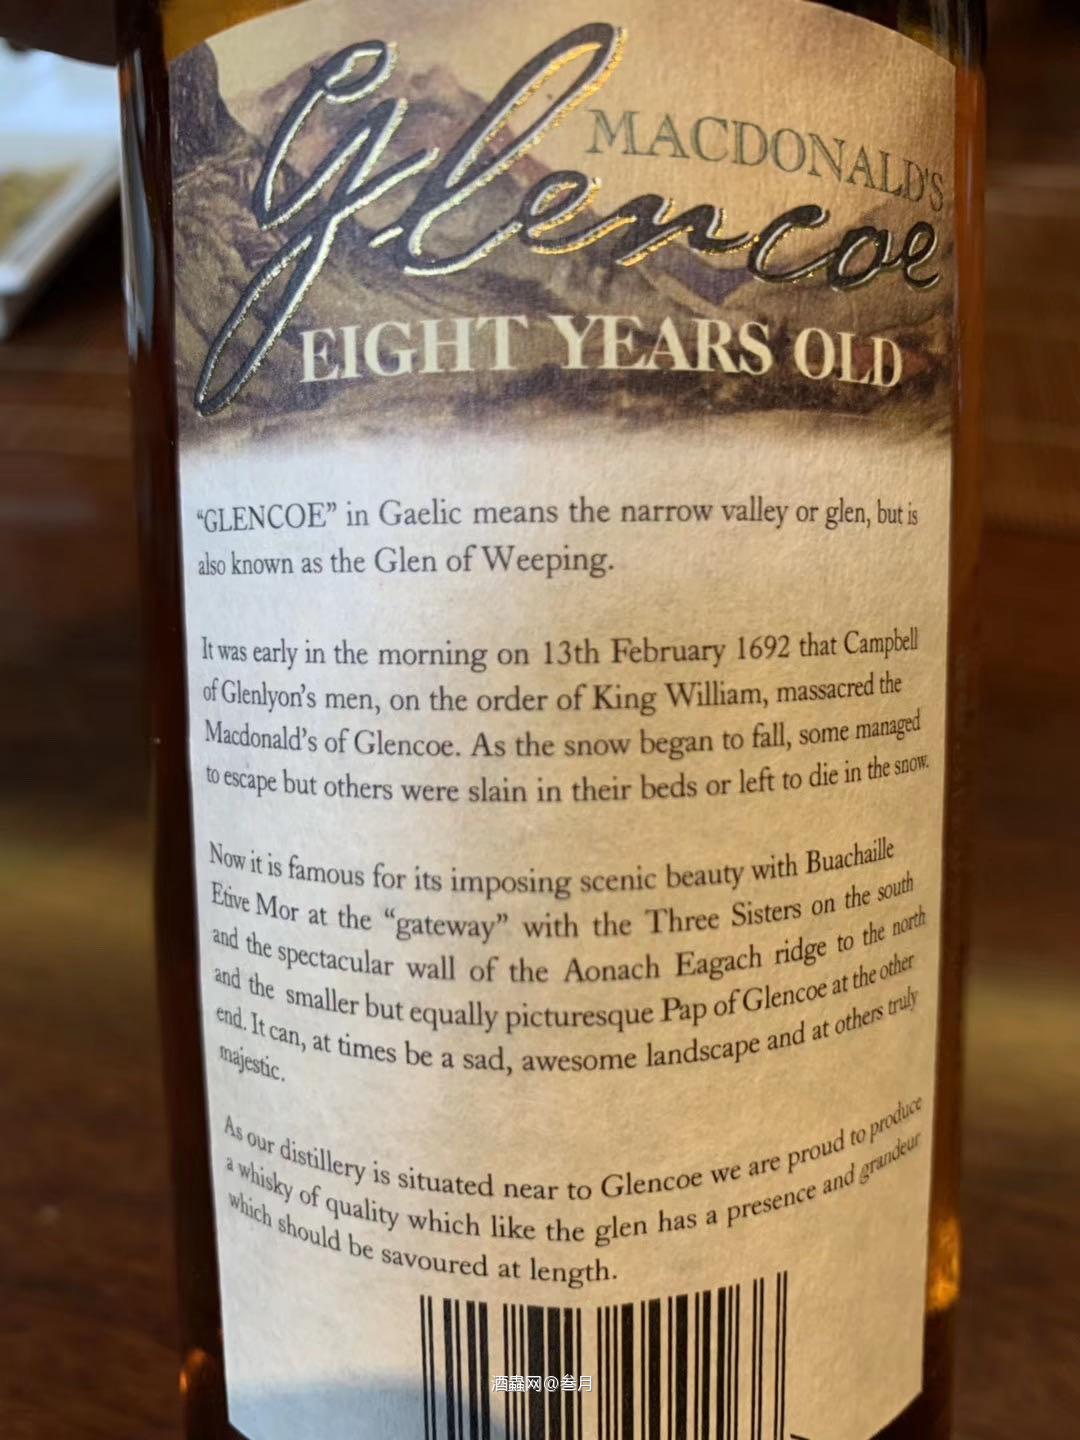 MACDONALD'S
Glencoe
EIGHT YEARS OLD
“GLENCOE” in Gaelic means the narrow valley or glen, but is
also known as the Glen of Weeping.
It was early in the morning on 13th February 1692 that Campbell
of Glenlyon's men, on the order of King William, massacred the
Macdonald's of Glencoe. As the snow began to fall, some managed
to escape but others were slain in their beds or left to die in the snow.
Now it is famous for its imposing scenic beauty with Buachaille
Etive Mor at the “gateway” with the Three Sisters on the south
and the spectacular wall of the Aonach Eagach ridge to the north
and the smaller but equally picturesque Pap of Glencoe at the other
end. It can, at times be a sad, awesome landscape and at others truly
majestic.
As our distillery is situated near to Glencoe we are proud to produce
a whisky of quality which like the glen has a presence and grandeur
which should be savoured at length.
酒蟲网@叁月